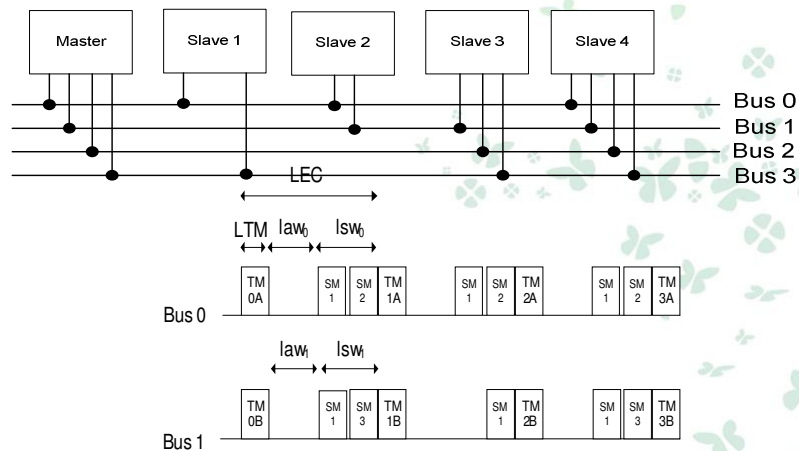 Master
Slave 1
Slave 2
Slave 3
Slave 4
Bus 0
Bus 1
Bus 2
Bus 3
LEC
LTM law₀ lsw₀
TM 0A SM 1 SM 2 TM 1A SM 1 SM 2 TM 2A SM 1 SM 2 TM 3A
Bus 0
law₁ lsw₁
TM 0B SM 1 SM 3 TM 1B SM 1 TM 2B SM 1 SM 3 TM 3B
Bus 1